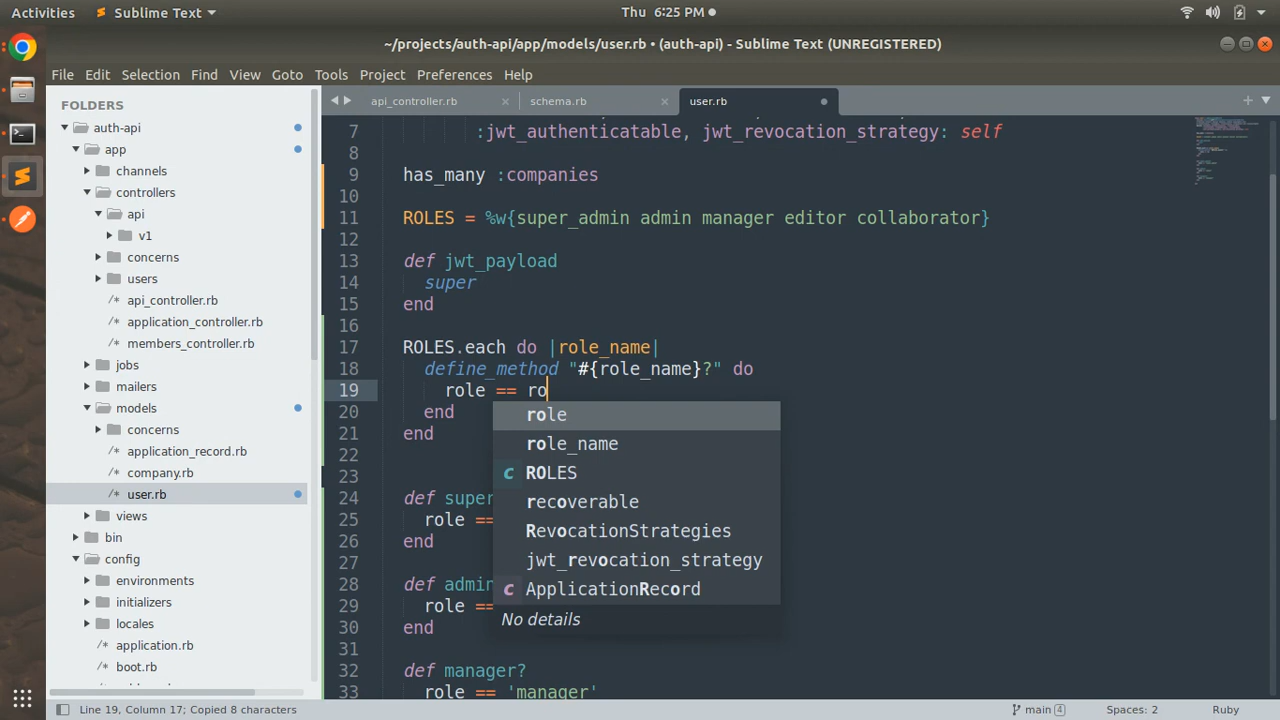 Activities
Sublime Text
Thu 6:25 PM
~/projects/auth-api/app/models/user.rb • (auth-api) - Sublime Text (UNREGISTERED)
File Edit Selection Find View Goto Tools Project Preferences Help
FOLDERS
auth-api
app
channels
controllers
api
v1
concerns
users
/* api_controller.rb
/* application_controller.rb
/* members_controller.rb
jobs
mailers
models
concerns
/* application_record.rb
/* company.rb
/* user.rb
views
bin
config
environments
initializers
locales
/* application.rb
/* boot.rb
api_controller.rb
schema.rb
user.rb
7 :jwt_authenticatable, jwt_revocation_strategy: self
8
9 has_many :companies
10
11 ROLES = %w{super_admin admin manager editor collaborator}
12
13 def jwt_payload
14 super
15 end
16
17 ROLES.each do |role_name|
18 define_method "#{role_name}?" do
19 role == ro
20 end
21 end
22
23
24 def super
25 role ==
26 end
27
28 def admin
29 role ==
30 end
31
32 def manager?
33 role == 'manager'
role
role_name
c ROLES
recoverable
RevocationStrategies
jwt_revocation_strategy
c ApplicationRecord
No details
Line 19, Column 17; Copied 8 characters
main 4
Spaces: 2
Ruby